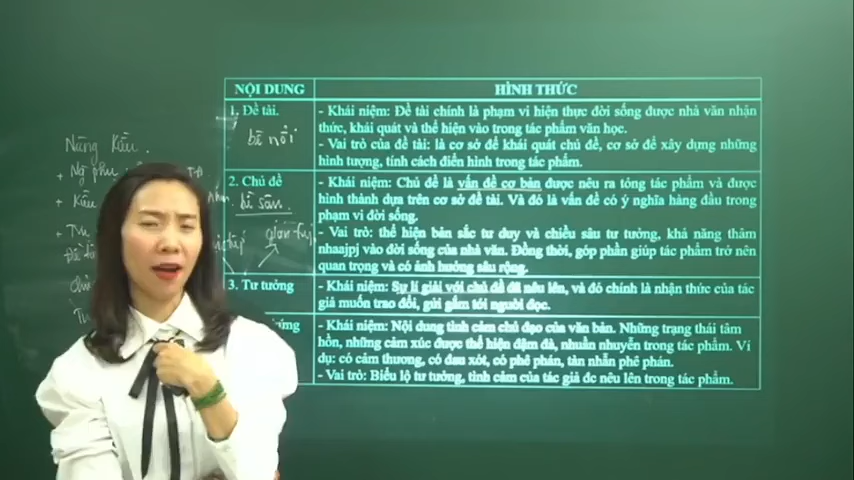 NỘI DUNG
HÌNH THỨC
1. Đề tài.
bề nổi
- Khái niệm: Đề tài chính là phạm vi hiện thực đời sống được nhà văn nhận
thức, khái quát và thể hiện vào trong tác phẩm văn học.
- Vai trò của đề tài: là cơ sở để khái quát chủ đề, cơ sở để xây dựng những
hình tượng, tính cách điển hình trong tác phẩm.
2. Chủ đề
bề sâu.
- Khái niệm: Chủ đề là vấn đề cơ bản được nêu ra tỏng tác phẩm và được
hình thành dựa trên cơ sở đề tài. Và đó là vấn đề có ý nghĩa hàng đầu trong
phạm vi đời sống.
- Vai trò: thể hiện bản sắc tư duy và chiều sâu tư tưởng, khả năng thâm
nhaajpj vào đời sống của nhà văn. Đồng thời, góp phần giúp tác phẩm trở nên
quan trọng và có ảnh hưởng sâu rộng.
3. Tư tưởng
- Khái niệm: Sự lí giải với chủ đề đã nêu lên, và đó chính là nhận thức của tác
giả muốn trao đổi, gửi gắm tới người đọc.
- Khái niệm: Nội dung tình cảm chủ đạo của văn bản. Những trạng thái tâm
hồn, những cảm xúc được thể hiện đậm đà, nhuần nhuyễn trong tác phẩm. Ví
dụ: có cảm thương, có đau xót, có phê phán, tàn nhẫn phê phán.
- Vai trò: Biểu lộ tư tưởng, tình cảm của tác giả đc nêu lên trong tác phẩm.
Nàng Kiều.
+ Kiều